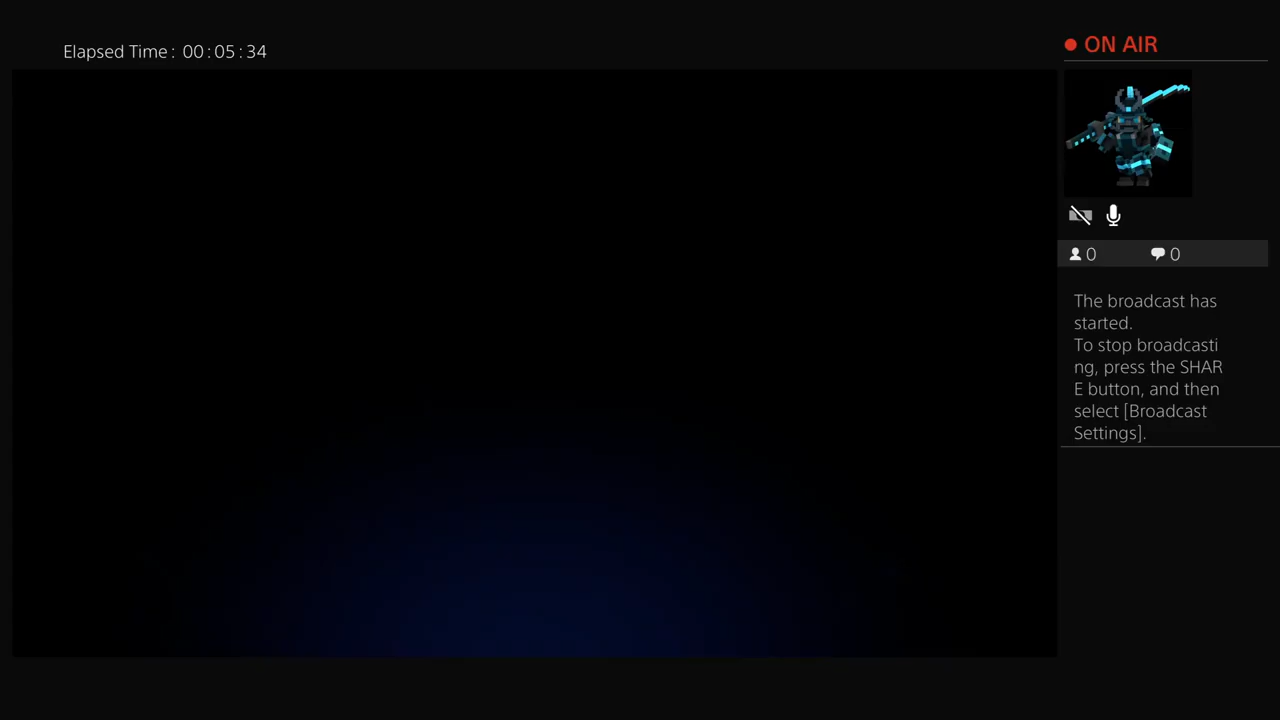 Elapsed Time: 00:05:34
ON AIR
0
0
The broadcast has
started.
To stop broadcasti
ng, press the SHAR
E button, and then
select [Broadcast
Settings].